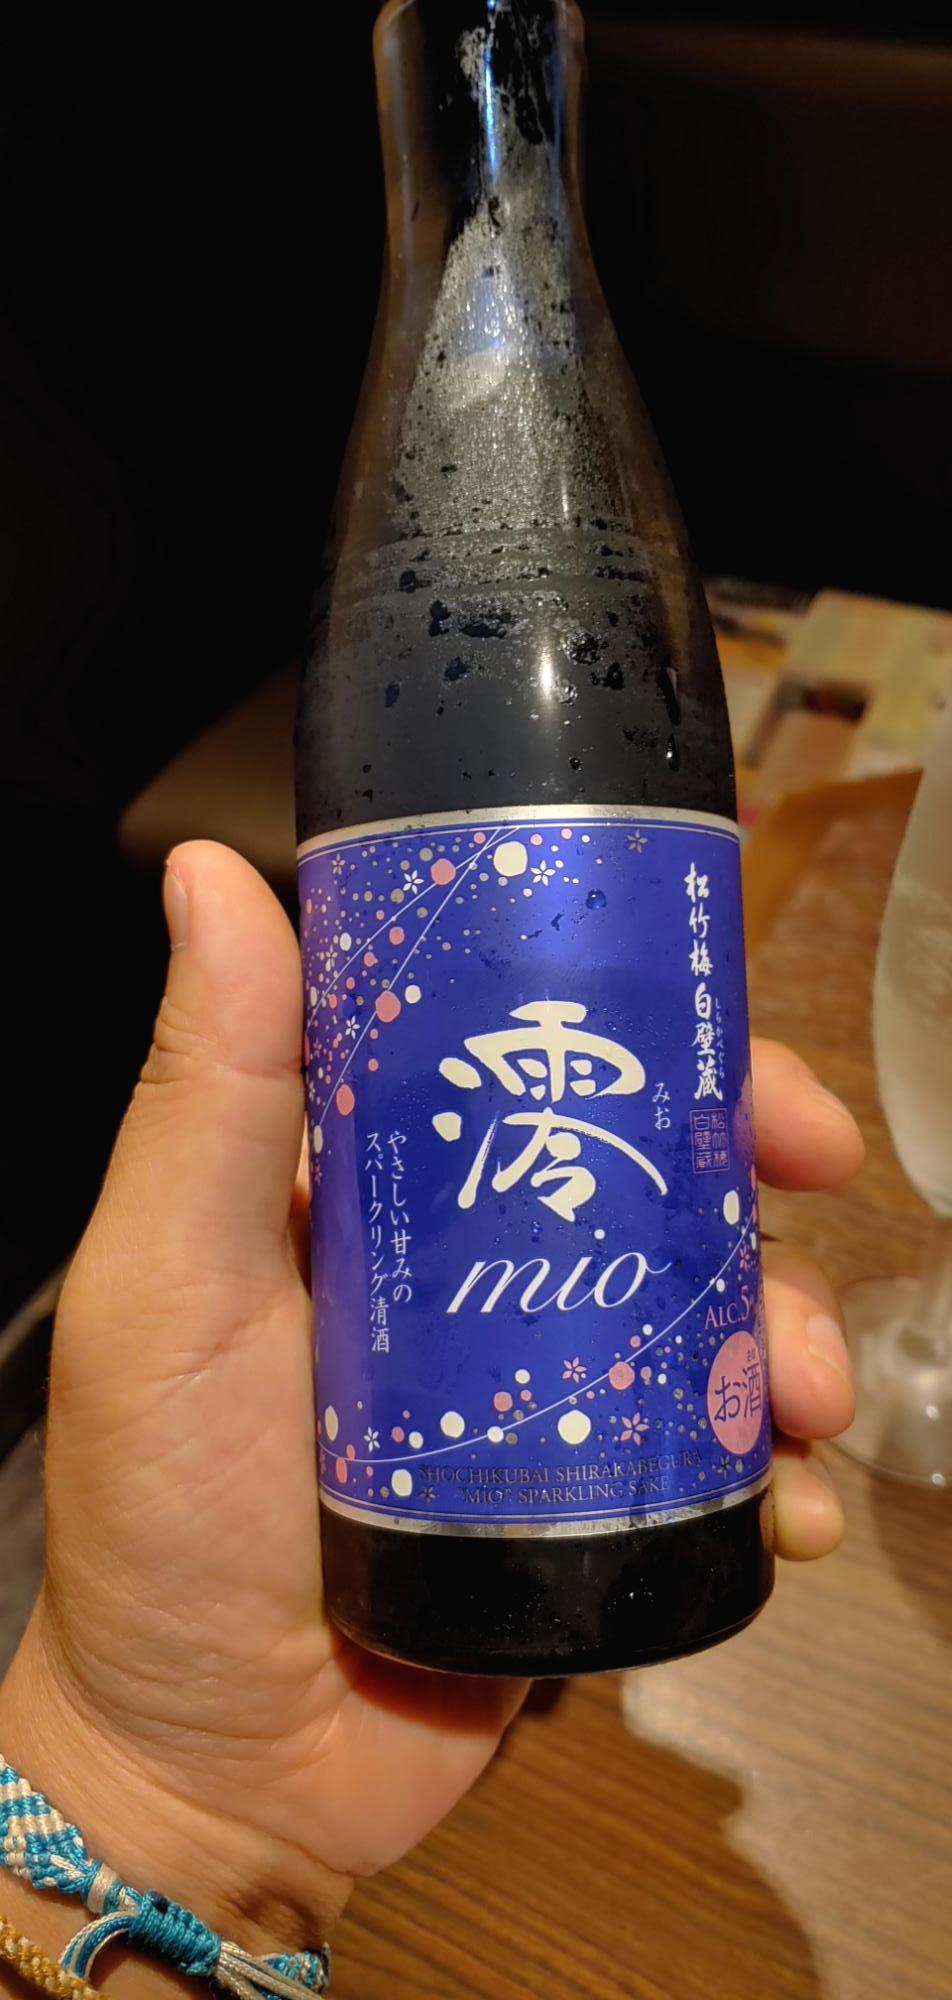 松竹梅白壁蔵
しらかべぐら
澪
みお
mio
やさしい甘みの
スパークリング清酒
ALC.5%
お酒
SHOCHIKUBAI SHIRAKABEGURA
"MIO" SPARKLING SAKE